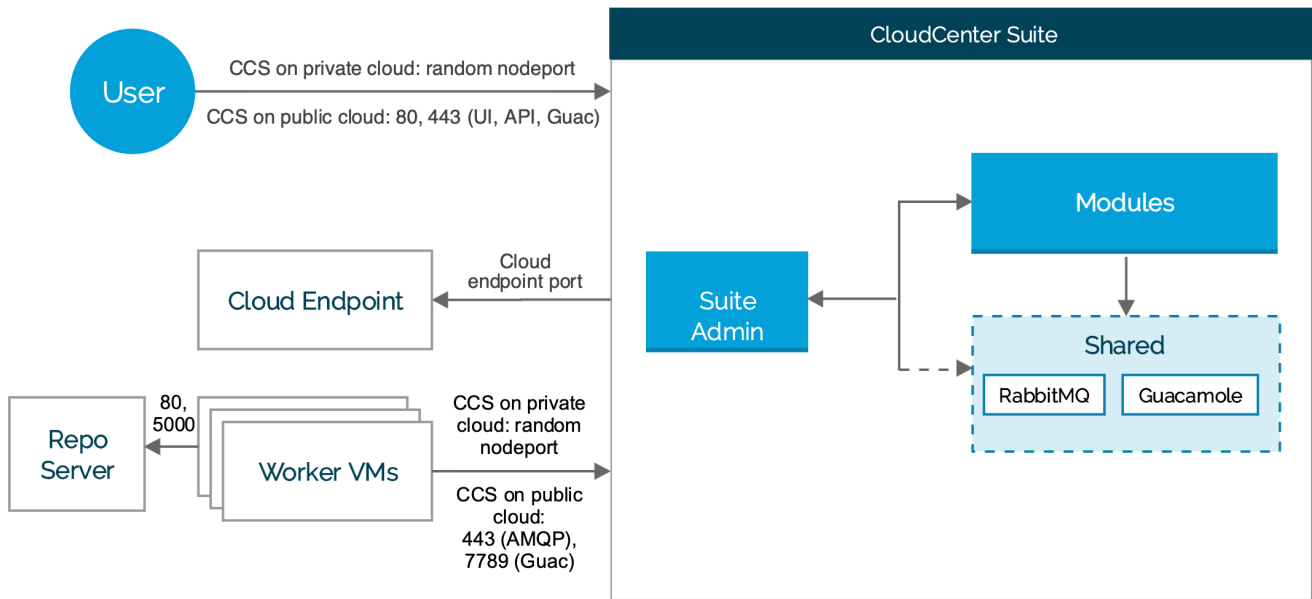 CloudCenter Suite
User
CCS on private cloud: random nodeport
CCS on public cloud: 80, 443 (UI, API, Guac)
Modules
Cloud
endpoint port
Cloud Endpoint
Suite
Admin
Shared
RabbitMQ
Guacamole
80,
5000
Repo
Server
Worker VMs
CCS on private
cloud: random
nodeport
CCS on public
cloud:
443 (AMQP),
7789 (Guac)